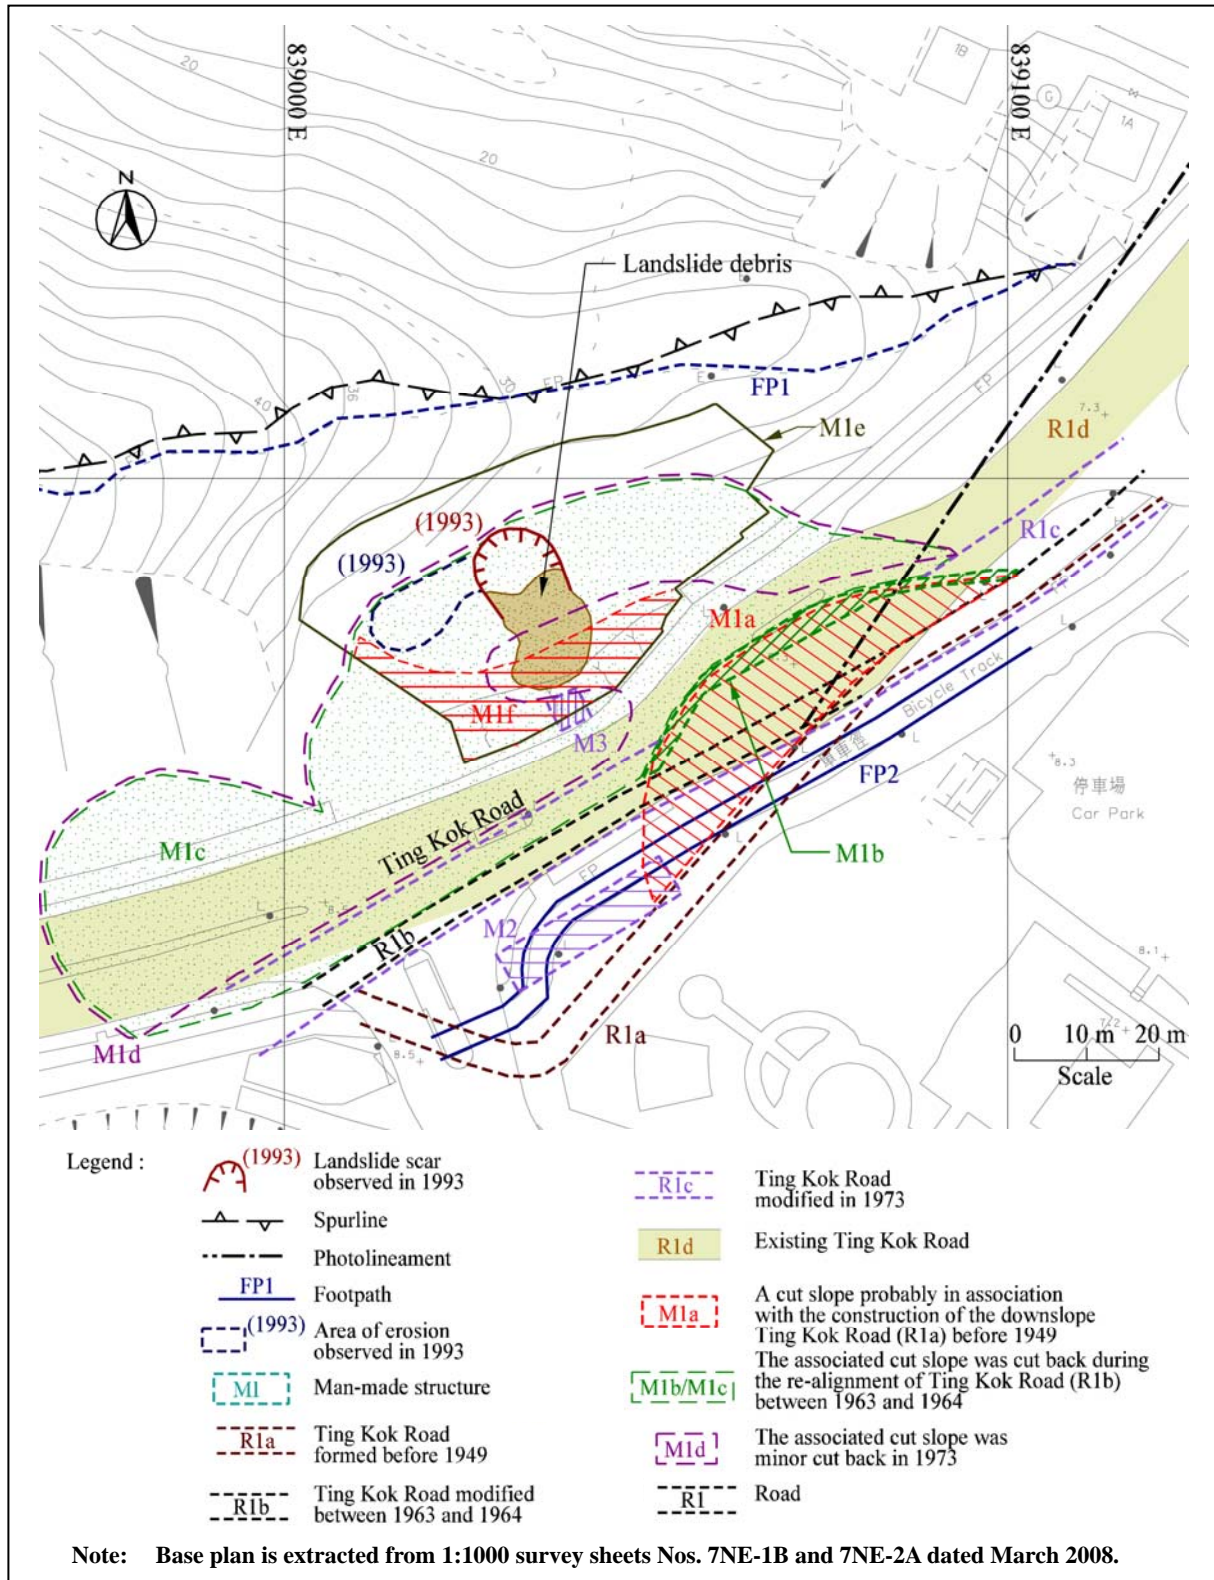 20
839000 E
1B
839100 E
G
1A
20
N
Landslide debris
E
FP
FP1
30
36
40
FP
E
M1e
7.3
R1d
L
(1993)
(1993)
R1c
L
H
L
M1a
L
Bicycle Track
單車徑
L
FP2
M1f
M3
8.3
停車場
Car Park
Ting Kok Road
M1c
M1b
L
FP
L
8.5
M2
R1b
L
8.1
R1a
7.2
M1d
8.5
0 10 m 20 m
Scale
Legend :
(1993) Landslide scar
observed in 1993
Spurline
Photolineament
FP1 Footpath
(1993) Area of erosion
observed in 1993
M1 Man-made structure
R1a Ting Kok Road
formed before 1949
R1b Ting Kok Road modified
between 1963 and 1964
R1c Ting Kok Road
modified in 1973
R1d Existing Ting Kok Road
M1a A cut slope probably in association
with the construction of the downslope
Ting Kok Road (R1a) before 1949
M1b/M1c The associated cut slope was cut back during
the re-alignment of Ting Kok Road (R1b)
between 1963 and 1964
M1d The associated cut slope was
minor cut back in 1973
R1 Road
Note: Base plan is extracted from 1:1000 survey sheets Nos. 7NE-1B and 7NE-2A dated March 2008.